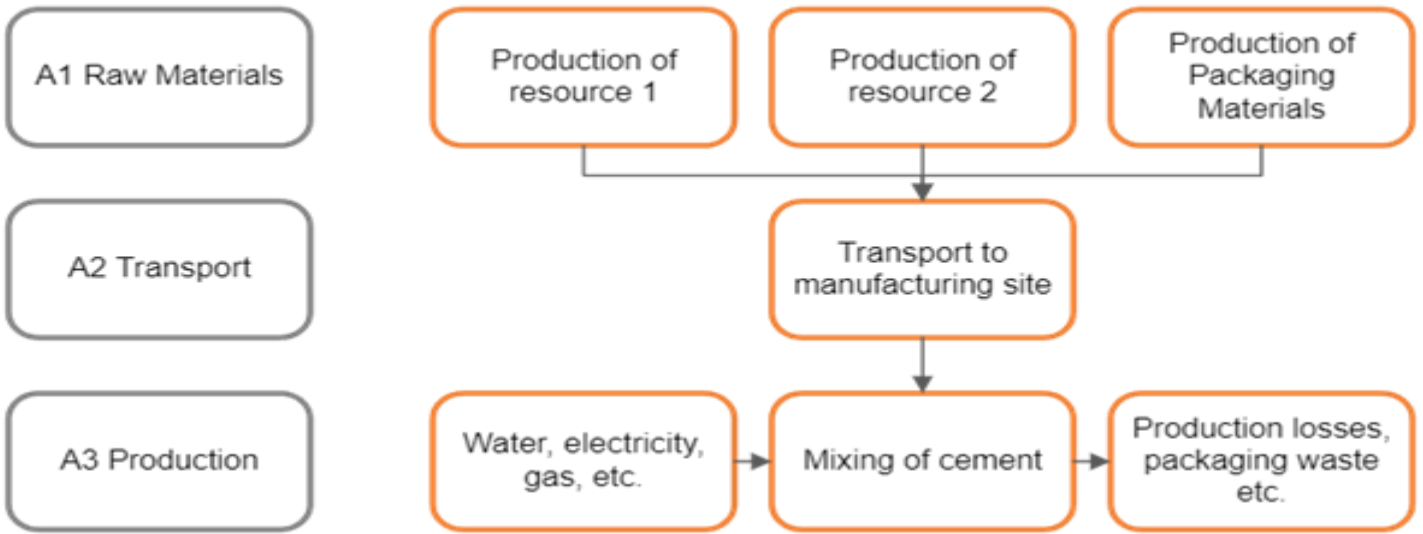 A1 Raw Materials
Production of
resource 1
Production of
resource 2
Production of
Packaging
Materials
A2 Transport
Transport to
manufacturing site
A3 Production
Water, electricity,
gas, etc.
Mixing of cement
Production losses,
packaging waste
etc.